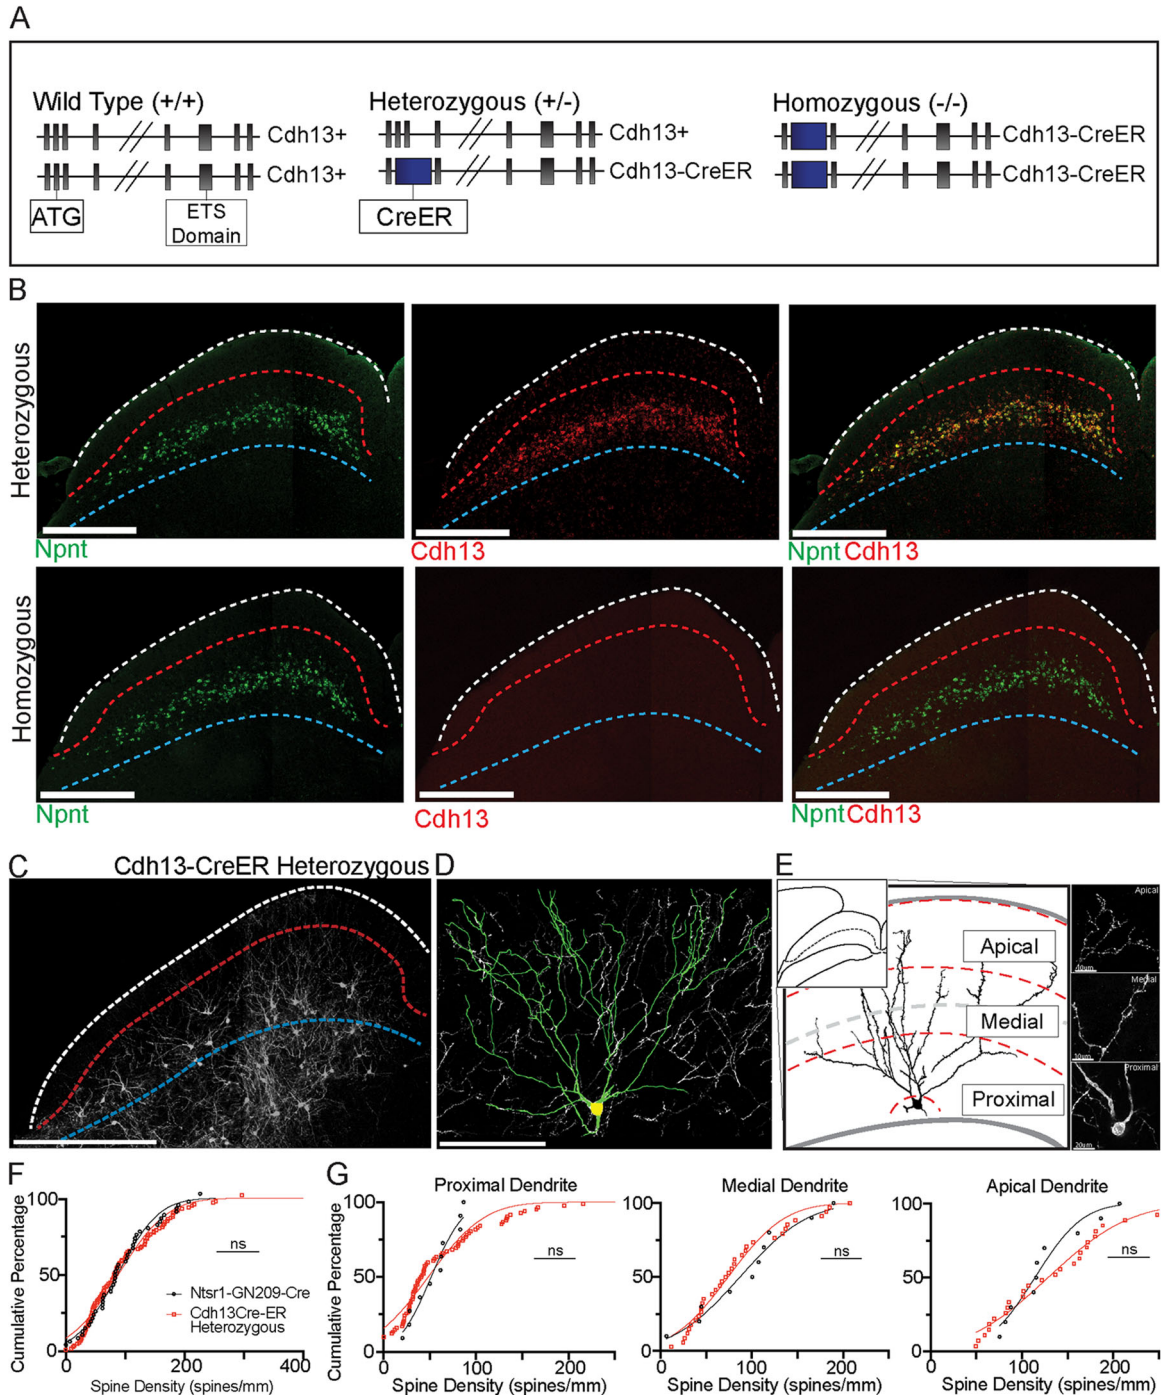 A
Wild Type (+/+)
Cdh13+
Cdh13+
ATG
ETS
Domain
Heterozygous (+/-)
Cdh13+
Cdh13-CreER
CreER
Homozygous (-/-)
Cdh13-CreER
Cdh13-CreER
B
Heterozygous
Npnt
Cdh13
Npnt Cdh13
Homozygous
Npnt
Cdh13
Npnt Cdh13
C
Cdh13-CreER Heterozygous
D
E
Apical
Medial
Proximal
Apical
10um
Medial
10um
Proximal
20um
F
Cumulative Percentage
100
50
0
0
200
400
ns
Ntsr1-GN209-Cre
Cdh13Cre-ER
Heterozygous
Spine Density (spines/mm)
G
Proximal Dendrite
Cumulative Percentage
100
50
0
0
100
200
ns
Spine Density (spines/mm)
Medial Dendrite
100
50
0
0
100
200
ns
Spine Density (spines/mm)
Apical Dendrite
100
50
0
0
100
200
ns
Spine Density (spines/mm)